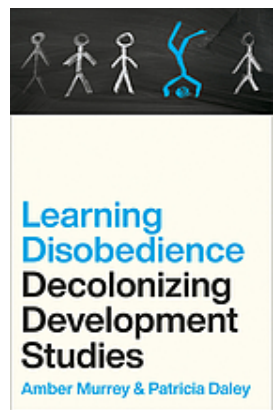 Learning
Disobedience
Decolonizing
Development
Studies
Amber Murrey & Patricia Daley